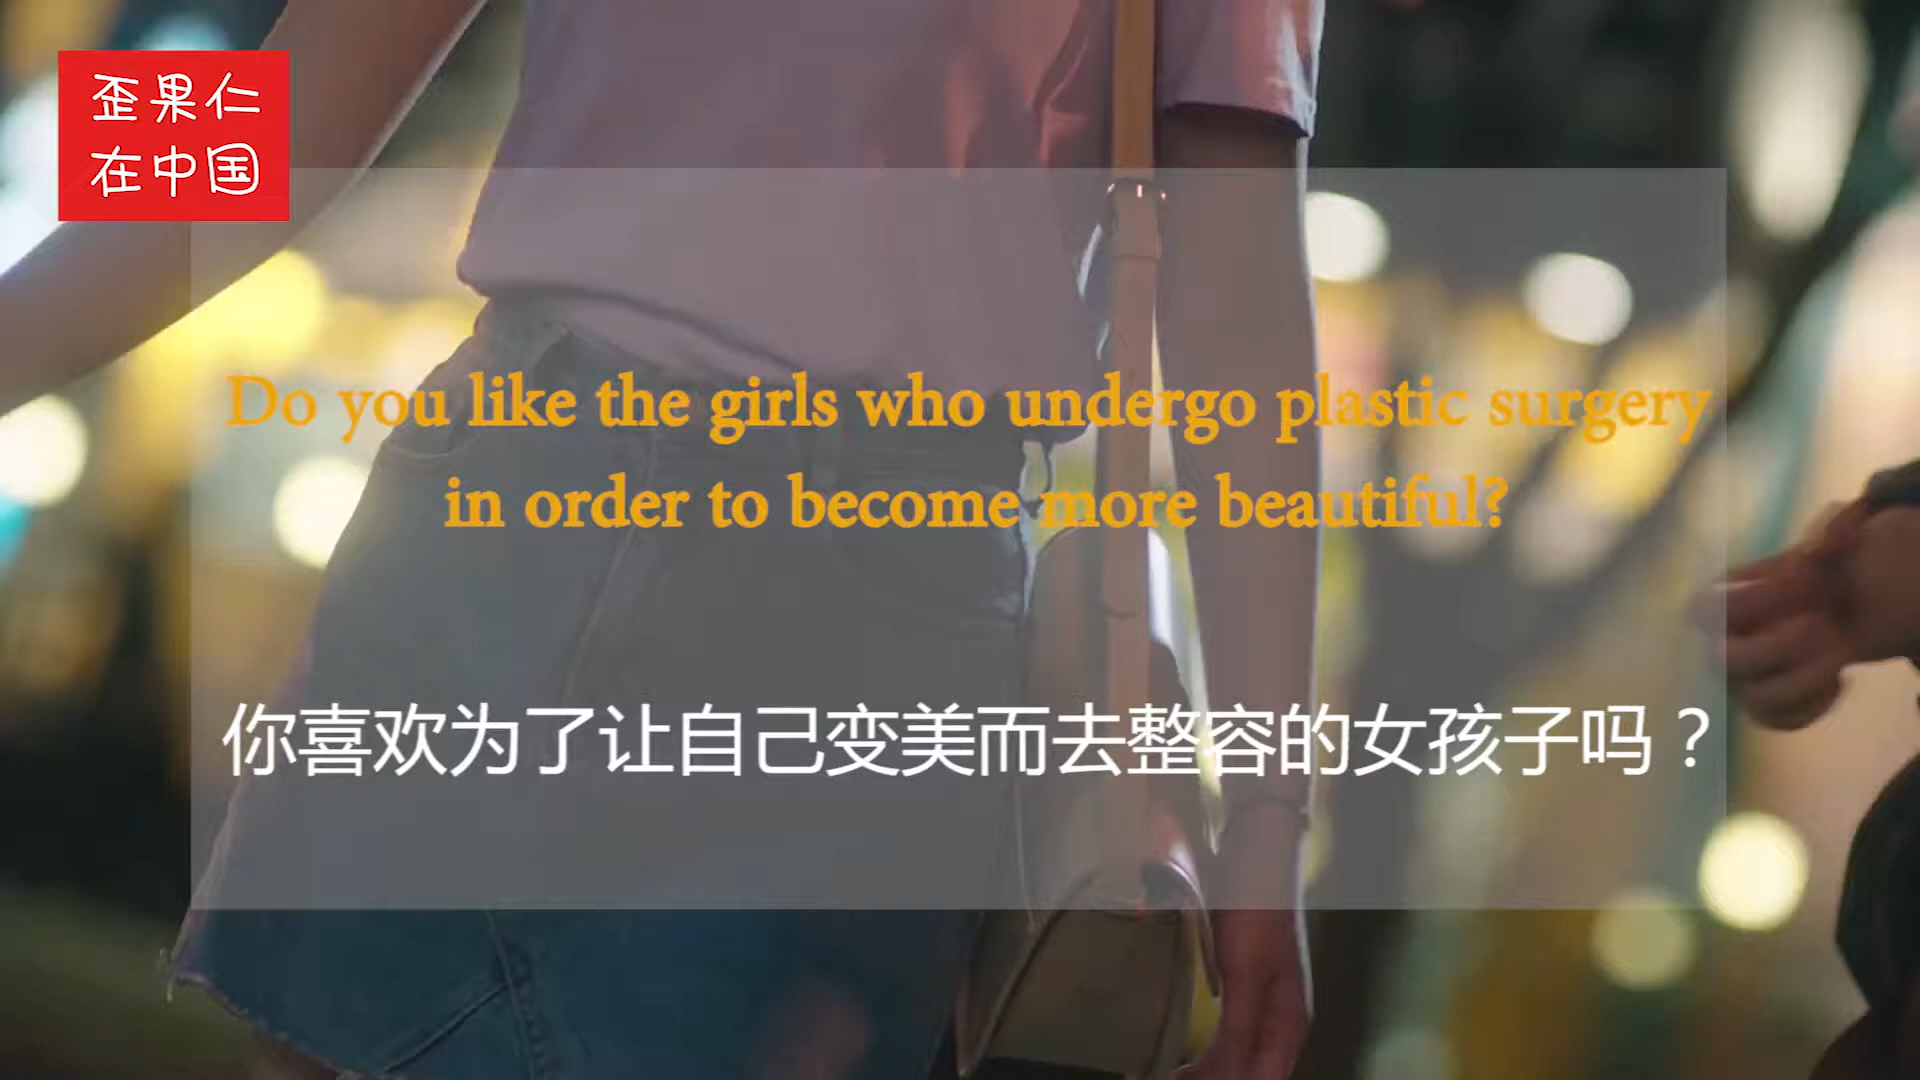 歪果仁
在中国
Do you like the girls who undergo plastic surgery
in order to become more beautiful?
你喜欢为了让自己变美而去整容的女孩子吗？